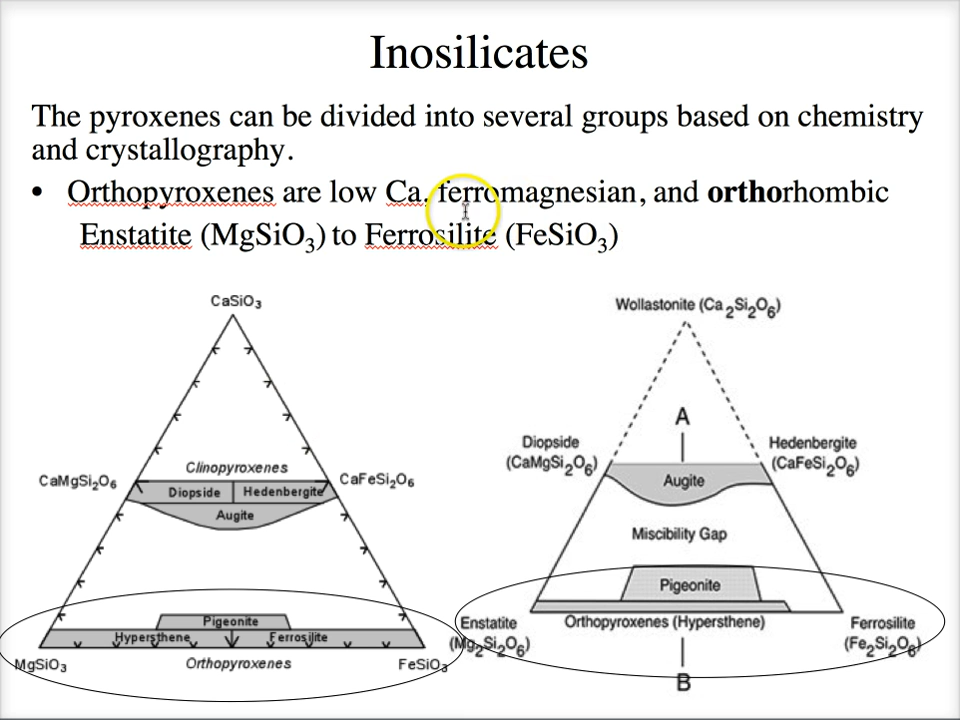 Inosilicates
The pyroxenes can be divided into several groups based on chemistry
and crystallography.
• Orthopyroxenes are low Ca, ferromagnesian, and orthorhombic
Enstatite (MgSiO₃) to Ferrosilite (FeSiO₃)
CaSiO₃
Clinopyroxenes
CaMgSi₂O₆
CaFeSi₂O₆
Diopside
Hedenbergite
Augite
Pigeonite
Hypersthene
Ferrosilite
MgSiO₃
Orthopyroxenes
FeSiO₃
Wollastonite (Ca₂Si₂O₆)
A
Diopside
(CaMgSi₂O₆)
Hedenbergite
(CaFeSi₂O₆)
Augite
Miscibility Gap
Pigeonite
Enstatite
(Mg₂Si₂O₆)
Orthopyroxenes (Hypersthene)
Ferrosilite
(Fe₂Si₂O₆)
B